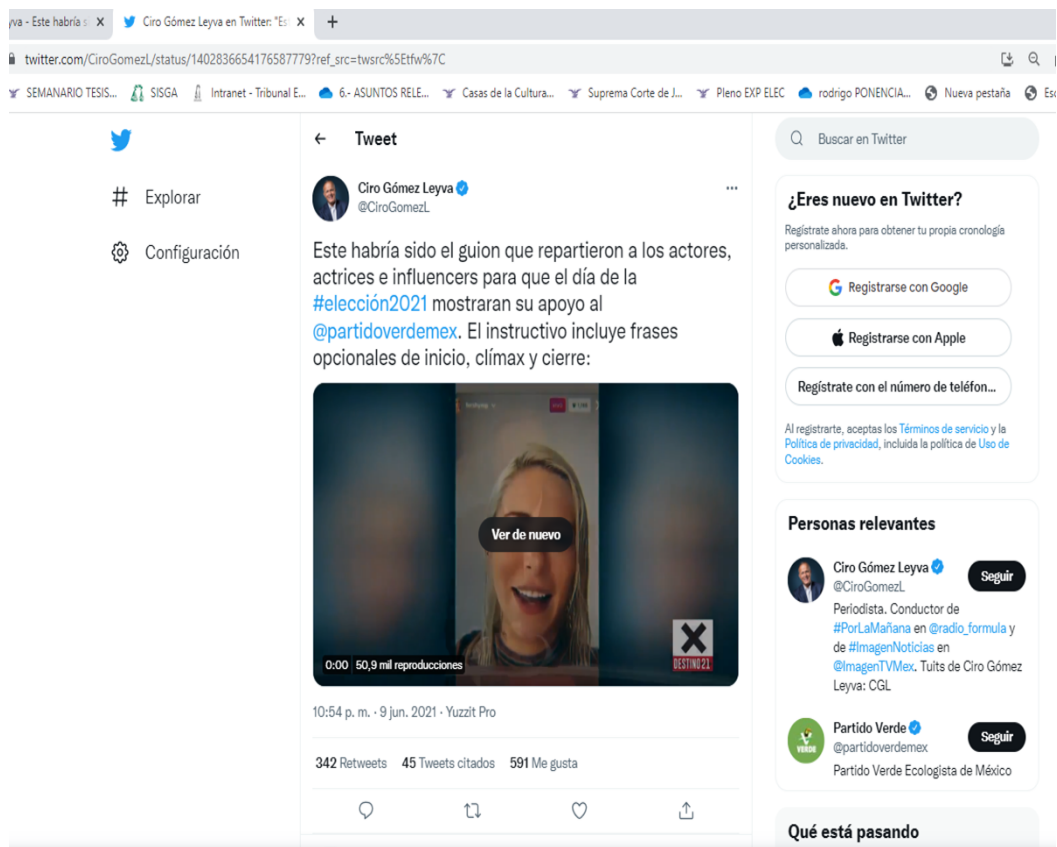 yva - Este habría s
Ciro Gómez Leyva en Twitter: "Es
twitter.com/CiroGomezL/status/1402836654176587779?ref_src=twsrc%5Etfw%7C
SEMANARIO TESIS...
SISGA
Intranet - Tribunal E...
6.- ASUNTOS RELE...
Casas de la Cultura...
Suprema Corte de J...
Pleno EXP ELEC
rodrigo PONENCIA...
Nueva pestaña
Esc
Explorar
Configuración
Tweet
Ciro Gómez Leyva
@CiroGomezL
Este habría sido el guion que repartieron a los actores,
actrices e influencers para que el día de la
#elección2021 mostraran su apoyo al
@partidoverdemex. El instructivo incluye frases
opcionales de inicio, clímax y cierre:
Ver de nuevo
0:00 50,9 mil reproducciones
DESTINO21
10:54 p. m. · 9 jun. 2021 · Yuzzit Pro
342 Retweets 45 Tweets citados 591 Me gusta
Buscar en Twitter
¿Eres nuevo en Twitter?
Regístrate ahora para obtener tu propia cronología
personalizada.
Registrarse con Google
Registrarse con Apple
Regístrate con el número de teléfon...
Al registrarte, aceptas los Términos de servicio y la
Política de privacidad, incluida la política de Uso de
Cookies.
Personas relevantes
Ciro Gómez Leyva
@CiroGomezL
Seguir
Periodista. Conductor de
#PorLaMañana en @radio_formula y
de #ImagenNoticias en
@ImagenTVMex. Tuits de Ciro Gómez
Leyva: CGL
Partido Verde
@partidoverdemex
Seguir
VERDE
Partido Verde Ecologista de México
Qué está pasando